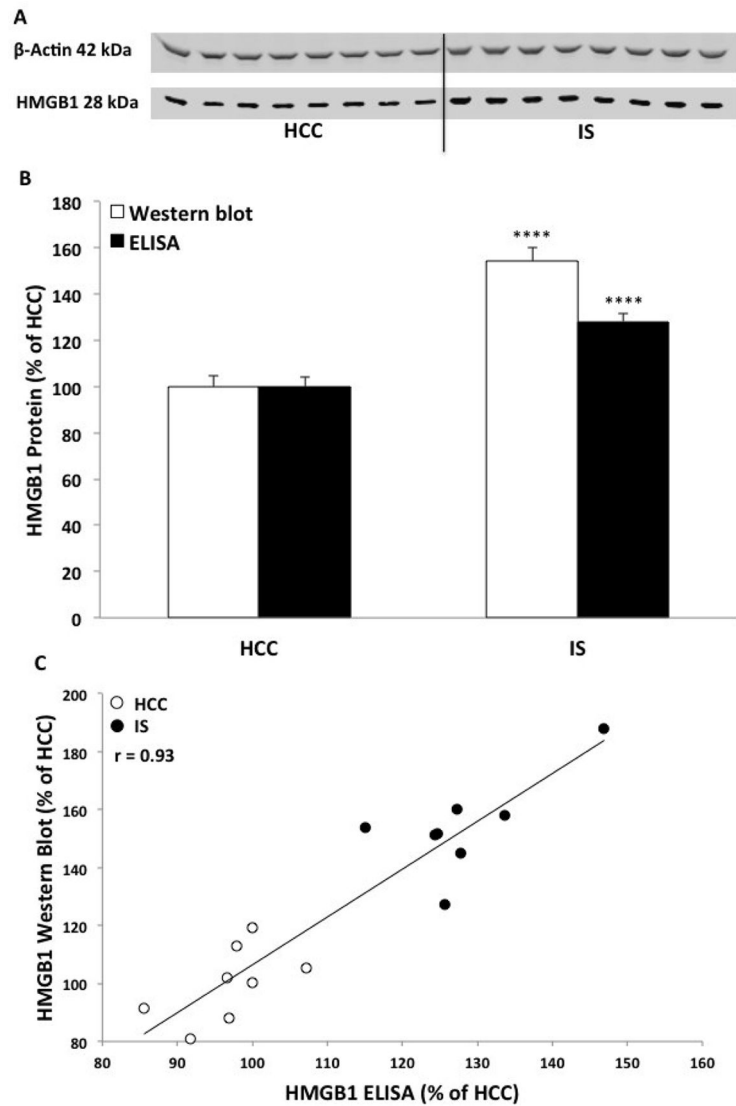 A
β-Actin 42 kDa
HMGB1 28 kDa
HCC IS
B
180
160
140
120
100
80
60
40
20
0
HMGB1 Protein (% of HCC)
Western blot
ELISA
****
****
HCC IS
C
200
180
160
140
120
100
80
HMGB1 Western Blot (% of HCC)
HCC
IS
r = 0.93
80 90 100 110 120 130 140 150 160
HMGB1 ELISA (% of HCC)